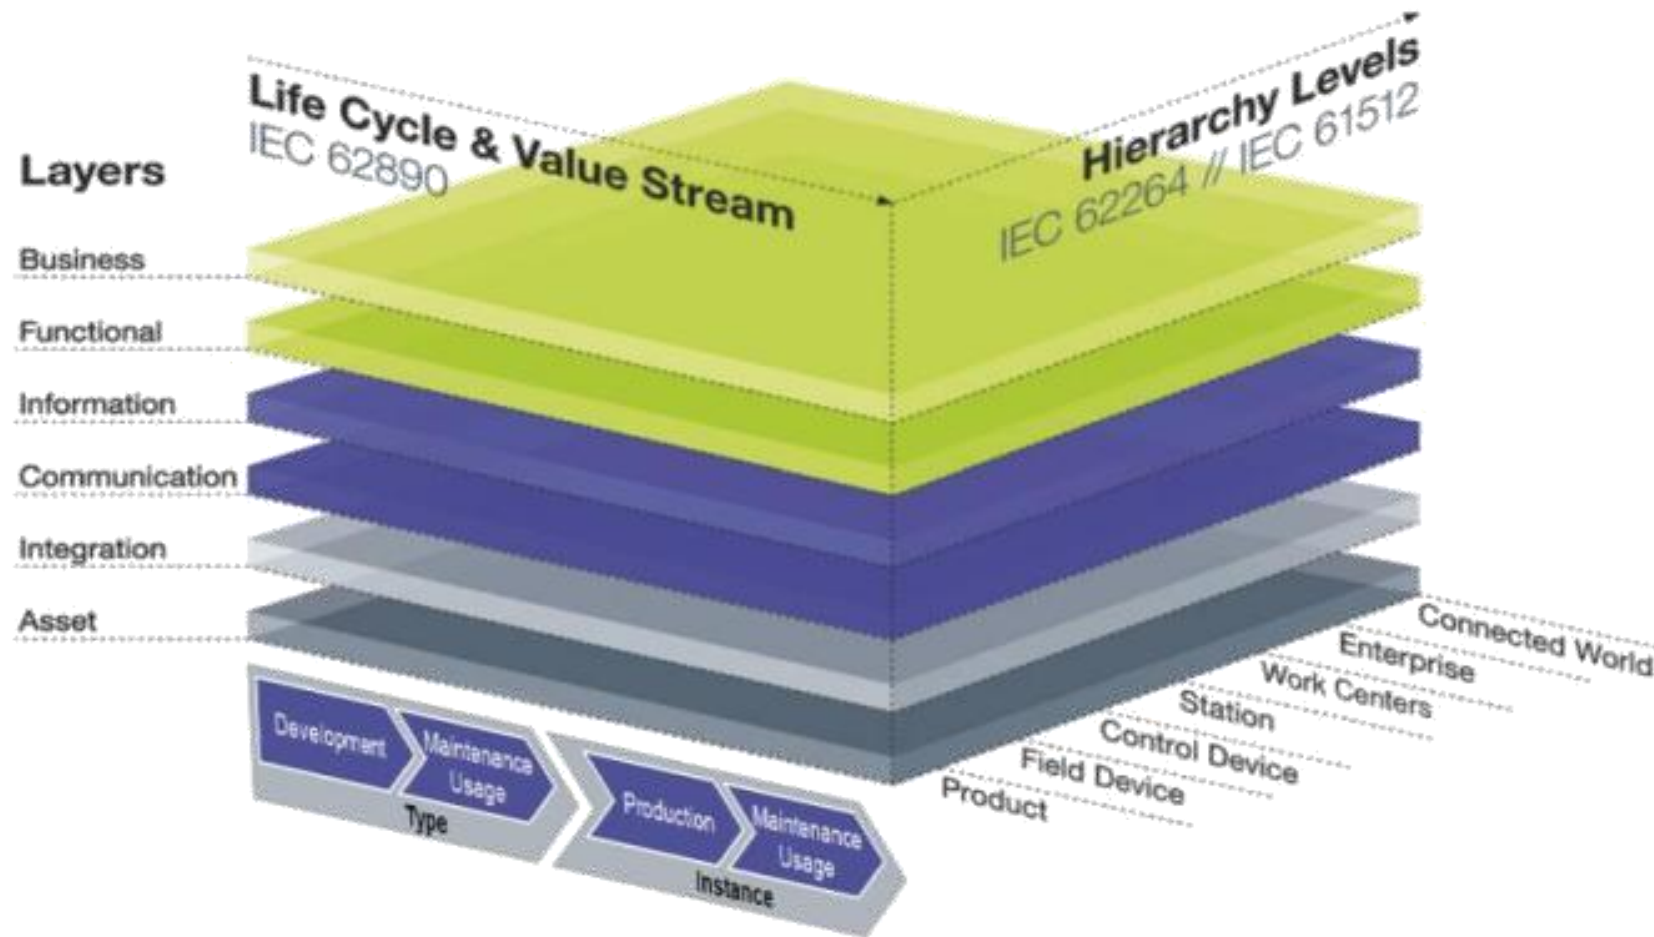 Life Cycle & Value Stream
IEC 62890
Hierarchy Levels
IEC 62264 // IEC 61512
Layers
Business
Functional
Information
Communication
Integration
Asset
Development
Maintenance
Usage
Type
Production
Maintenance
Usage
Instance
Connected World
Enterprise
Work Centers
Station
Control Device
Field Device
Product